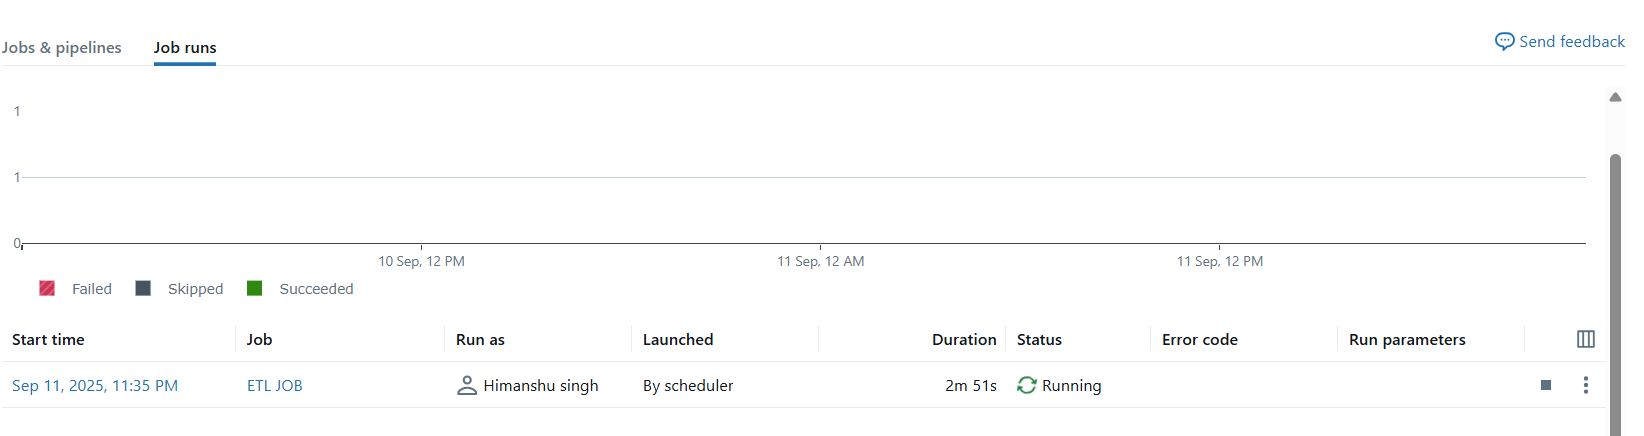 Jobs & pipelines Job runs Send feedback
1
1
0
10 Sep, 12 PM 11 Sep, 12 AM 11 Sep, 12 PM
Failed Skipped Succeeded
Start time Job Run as Launched Duration Status Error code Run parameters
Sep 11, 2025, 11:35 PM ETL JOB Himanshu singh By scheduler 2m 51s Running